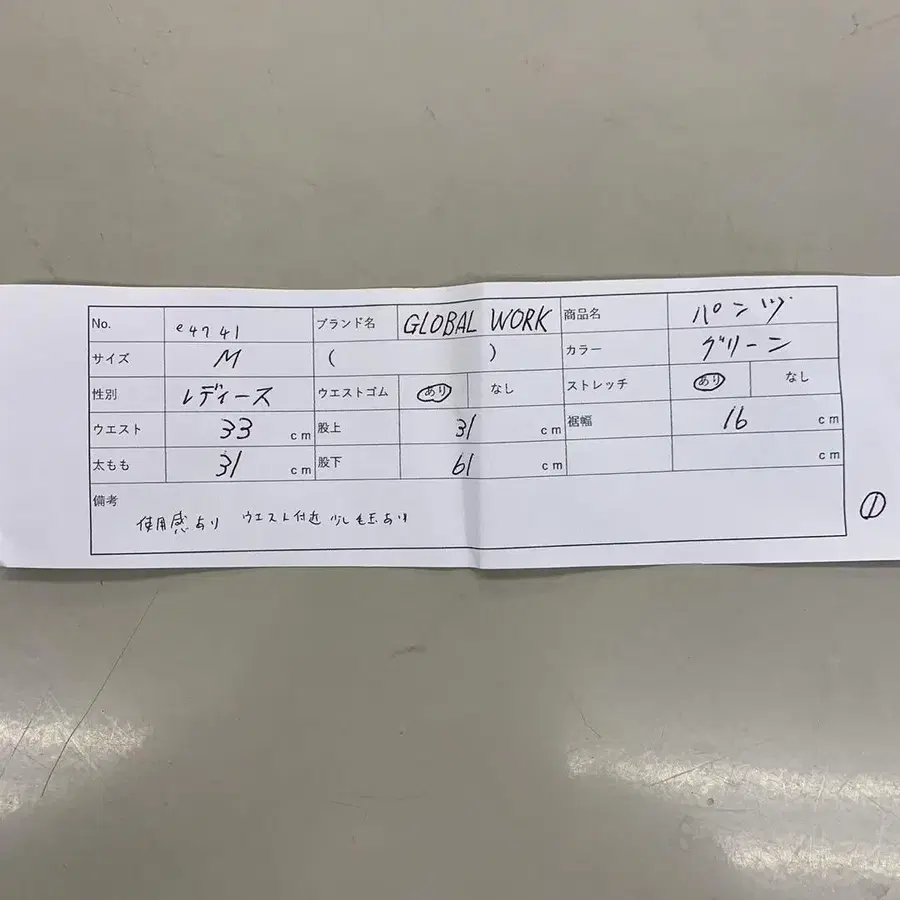 No. e4741 ブランド名 GLOBAL WORK 商品名 パンツ
サイズ M ( ) カラー グリーン
性別 レディース ウエストゴム あり なし ストレッチ あり なし
ウエスト 33 cm 股上 31 cm 裾幅 16 cm
太もも 31 cm 股下 61 cm cm
備考
使用感あり ウエスト付近 少し毛玉あり
①